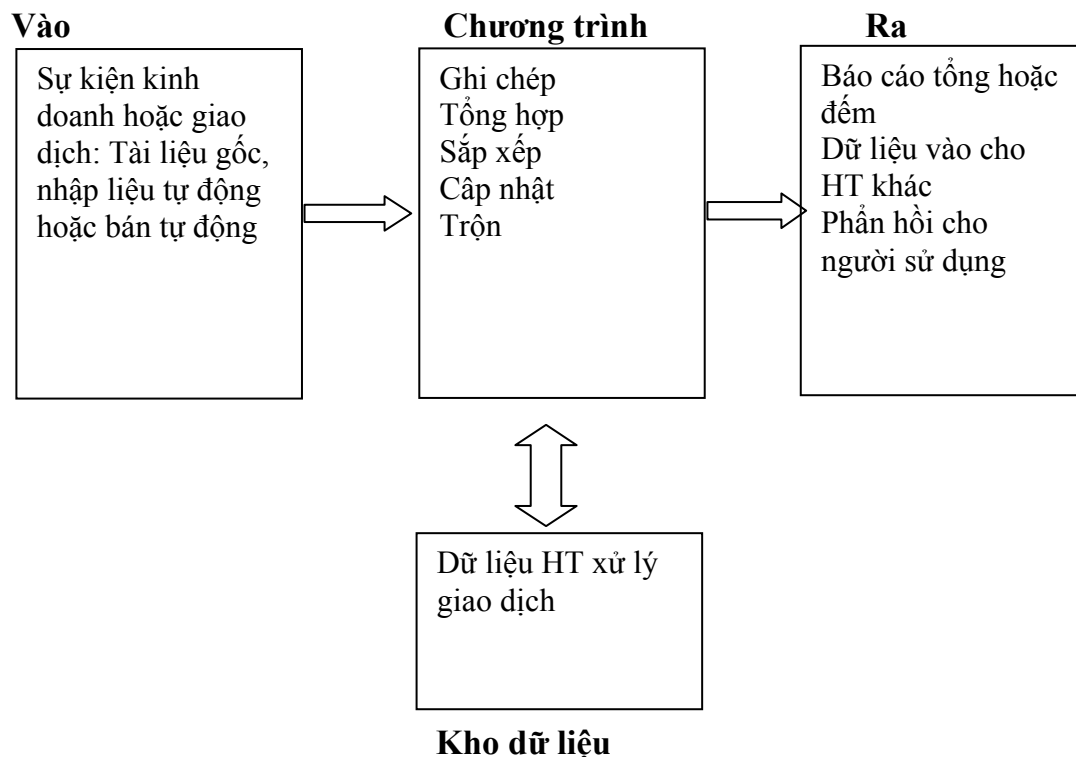 Vào
Chương trình
Ra
Sự kiện kinh
doanh hoặc giao
dịch: Tài liệu gốc,
nhập liệu tự động
hoặc bán tự động
Ghi chép
Tổng hợp
Sắp xếp
Câp nhật
Trộn
Báo cáo tổng hoặc
đếm
Dữ liệu vào cho
HT khác
Phẩn hồi cho
người sử dụng
Dữ liệu HT xử lý
giao dịch
Kho dữ liệu